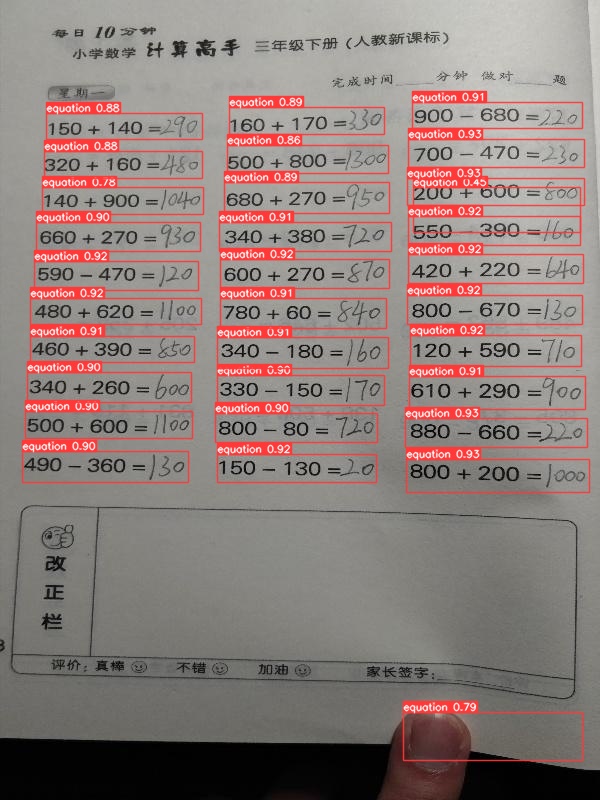 每日10分钟
小学数学 计算高手 三年级下册(人教新课标)
完成时间____分钟 做对____题
星期一
equation 0.88 equation 0.89 equation 0.91
150 + 140 = 290 160 + 170 = 330 900 - 680 = 220
equation 0.88 equation 0.86 equation 0.93
320 + 160 = 480 500 + 800 = 1300 700 - 470 = 230
equation 0.78 equation 0.89 equation 0.93 equation 0.45
140 + 900 = 1040 680 + 270 = 950 200 + 600 = 800
equation 0.90 equation 0.91 equation 0.92
660 + 270 = 930 340 + 380 = 720 550 - 390 = 160
equation 0.92 equation 0.92 equation 0.92
590 - 470 = 120 600 + 270 = 870 420 + 220 = 640
equation 0.92 equation 0.91 equation 0.92
480 + 620 = 1100 780 + 60 = 840 800 - 670 = 130
equation 0.91 equation 0.91 equation 0.92
460 + 390 = 850 340 - 180 = 160 120 + 590 = 710
equation 0.90 equation 0.90 equation 0.91
340 + 260 = 600 330 - 150 = 170 610 + 290 = 900
equation 0.90 equation 0.90 equation 0.93
500 + 600 = 1100 800 - 80 = 720 880 - 660 = 220
equation 0.90 equation 0.92 equation 0.93
490 - 360 = 130 150 - 130 = 20 800 + 200 = 1000
改正栏
评价:真棒 不错 加油 家长签字:
equation 0.79